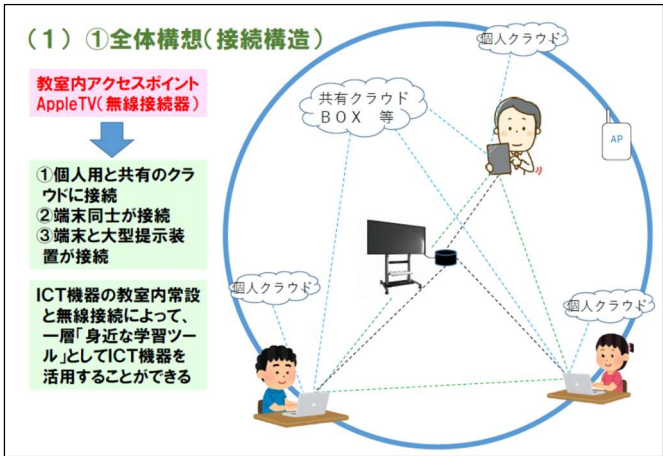 (1)①全体構想(接続構造)
教室内アクセスポイント
AppleTV(無線接続器)
①個人用と共有のクラ
ウドに接続
②端末同士が接続
③端末と大型提示装
置が接続
ICT機器の教室内常設
と無線接続によって、
一層「身近な学習ツー
ル」としてICT機器を
活用することができる
個人クラウド
共有クラウド
BOX 等
AP
個人クラウド
個人クラウド